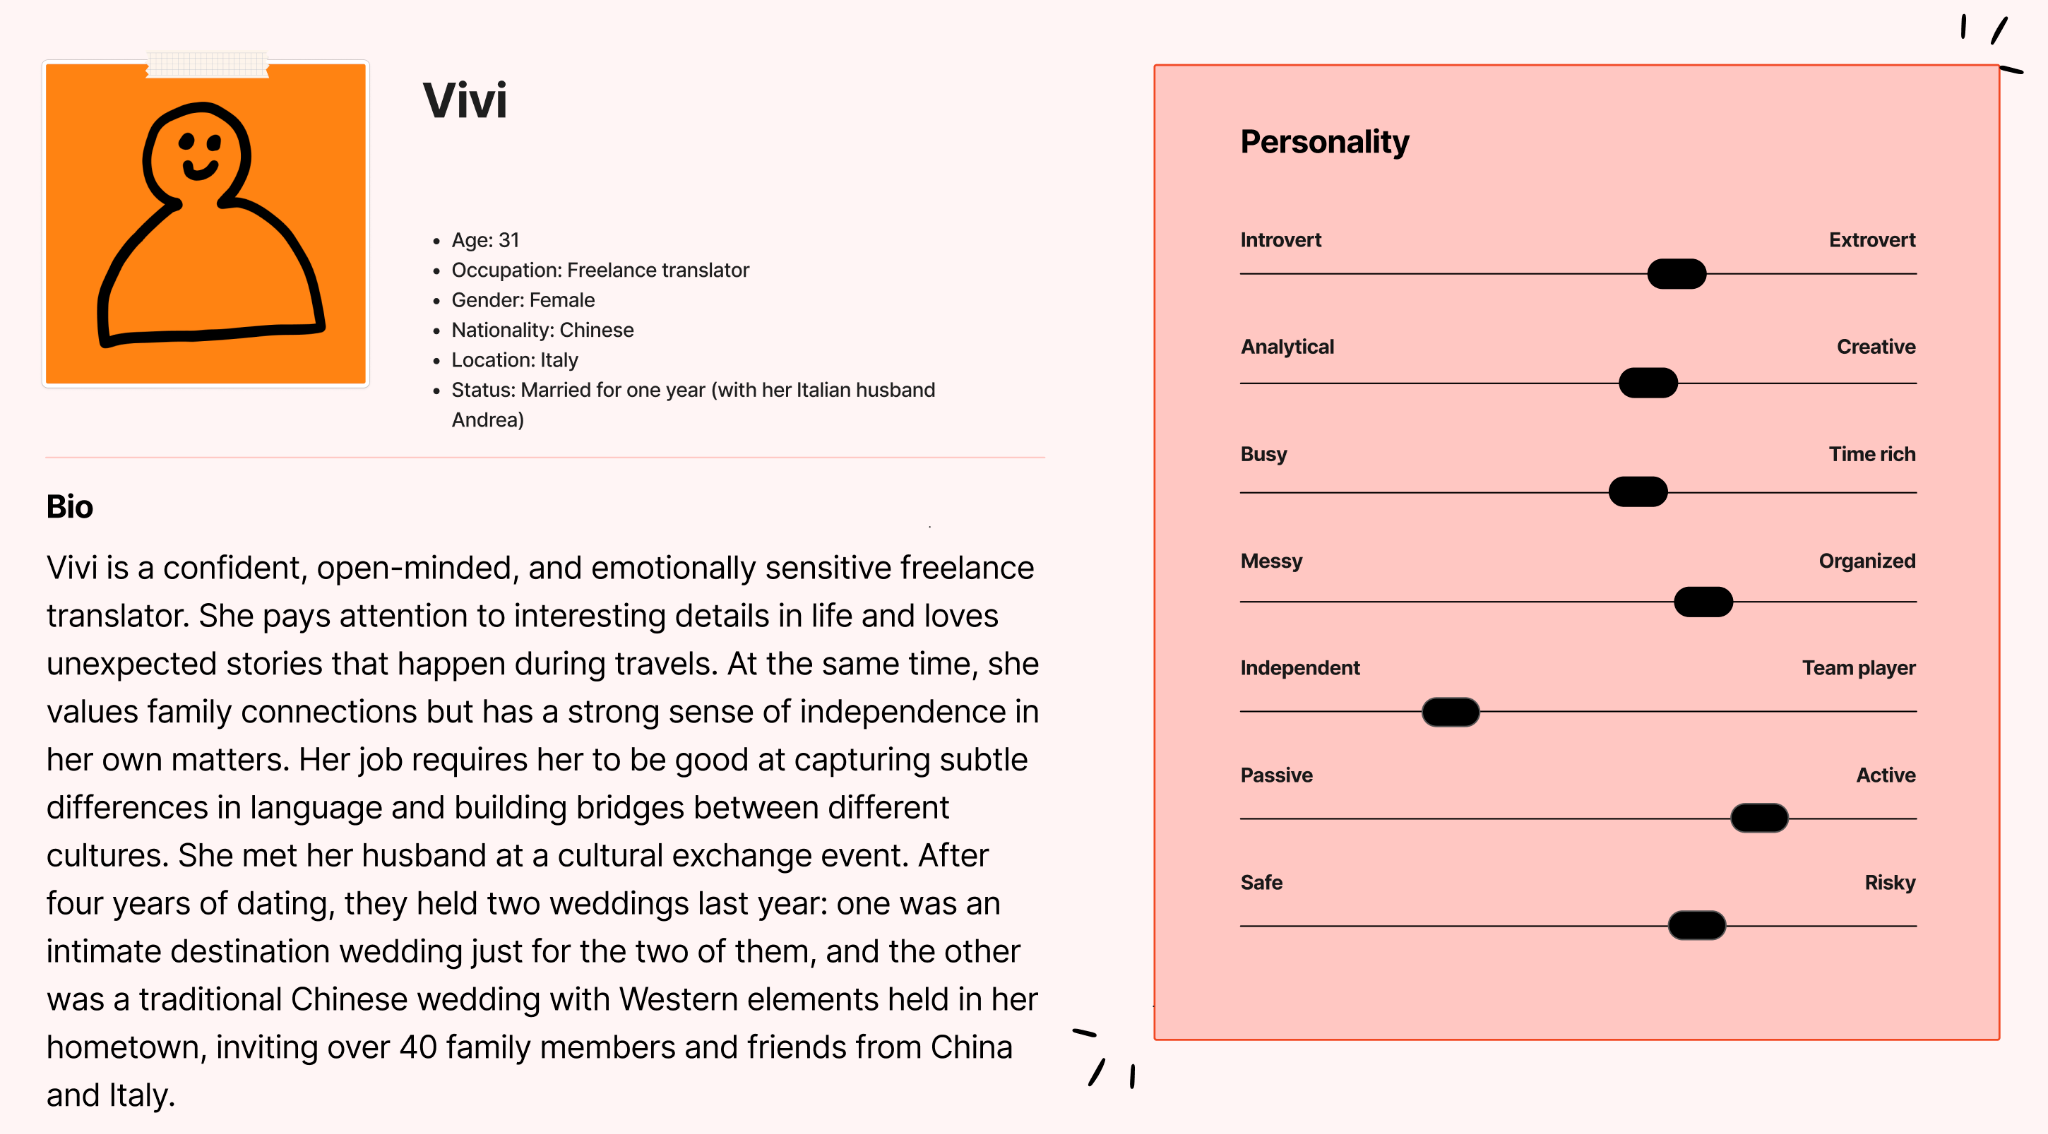 Vivi
• Age: 31
• Occupation: Freelance translator
• Gender: Female
• Nationality: Chinese
• Location: Italy
• Status: Married for one year (with her Italian husband
Andrea)
Bio
Vivi is a confident, open-minded, and emotionally sensitive freelance
translator. She pays attention to interesting details in life and loves
unexpected stories that happen during travels. At the same time, she
values family connections but has a strong sense of independence in
her own matters. Her job requires her to be good at capturing subtle
differences in language and building bridges between different
cultures. She met her husband at a cultural exchange event. After
four years of dating, they held two weddings last year: one was an
intimate destination wedding just for the two of them, and the other
was a traditional Chinese wedding with Western elements held in her
hometown, inviting over 40 family members and friends from China
and Italy.
Personality
Introvert Extrovert
Analytical Creative
Busy Time rich
Messy Organized
Independent Team player
Passive Active
Safe Risky